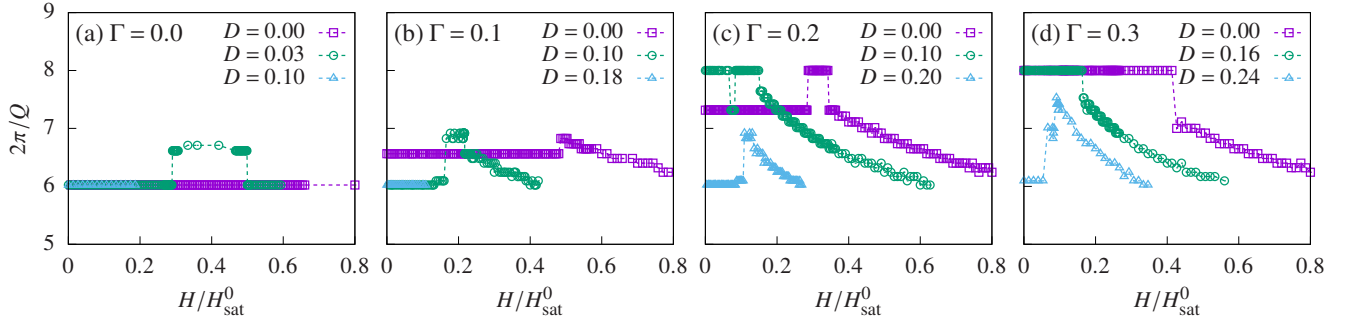 9
8
7
6
5
2π/Q
(a) Γ = 0.0
D = 0.00
D = 0.03
D = 0.10
0 0.2 0.4 0.6 0.8
H/H⁰sat
(b) Γ = 0.1
D = 0.00
D = 0.10
D = 0.18
0 0.2 0.4 0.6 0.8
H/H⁰sat
(c) Γ = 0.2
D = 0.00
D = 0.10
D = 0.20
0 0.2 0.4 0.6 0.8
H/H⁰sat
(d) Γ = 0.3
D = 0.00
D = 0.16
D = 0.24
0 0.2 0.4 0.6 0.8
H/H⁰sat